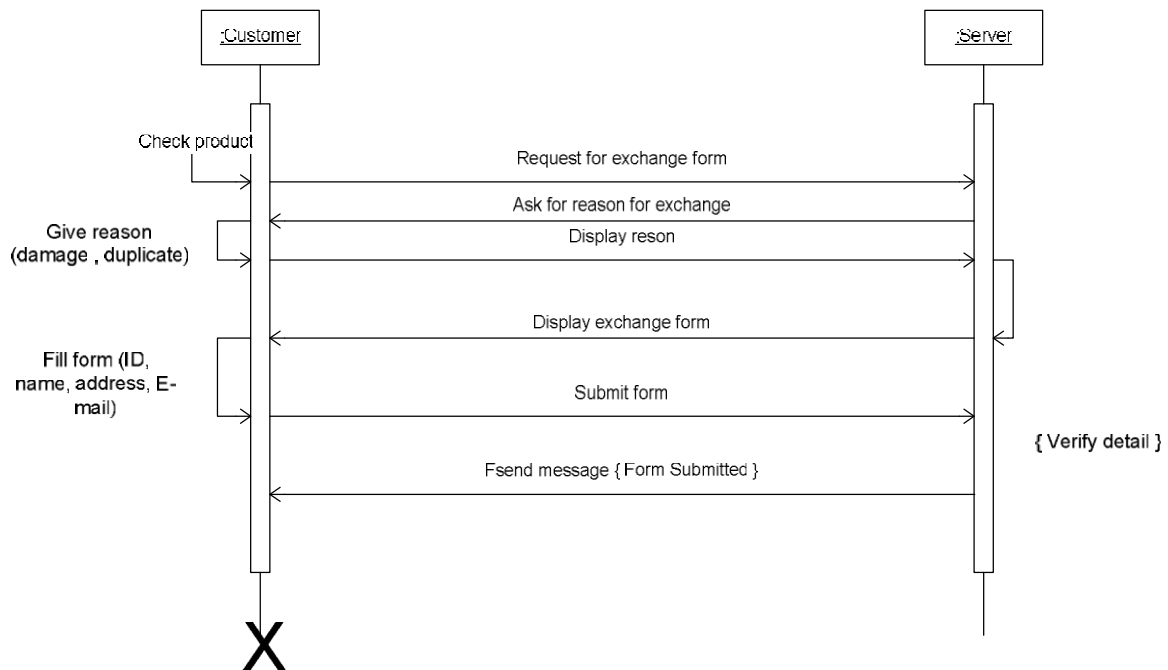 :Customer
:Server
Check product
Request for exchange form
Ask for reason for exchange
Give reason
(damage , duplicate)
Display reson
Display exchange form
Fill form (ID,
name, address, E-
mail)
Submit form
{ Verify detail }
Fsend message { Form Submitted }
X